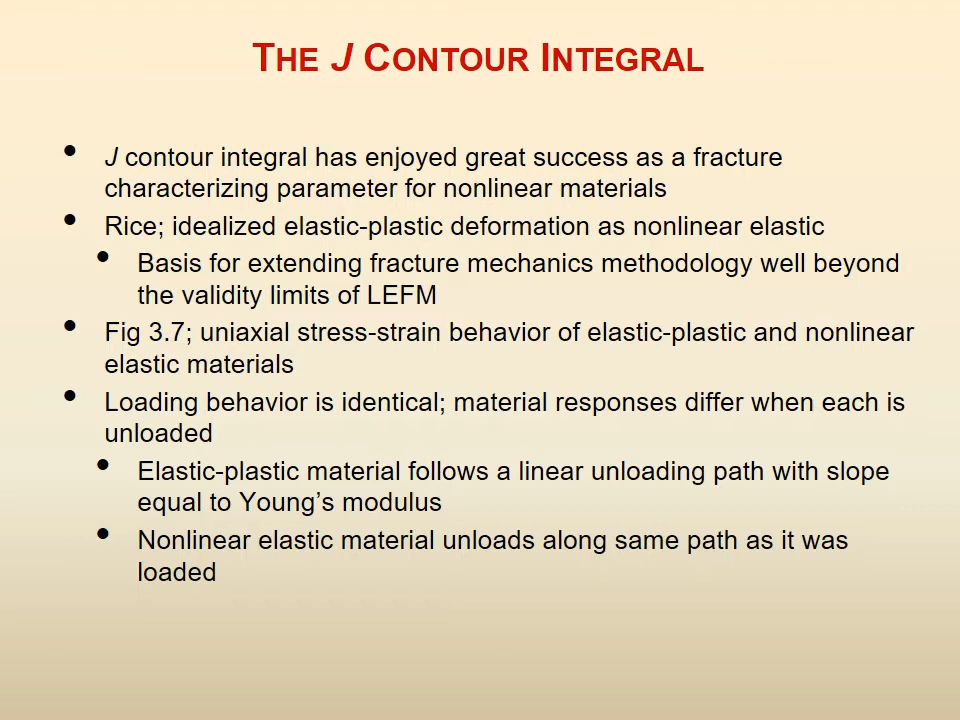 THE J CONTOUR INTEGRAL
• J contour integral has enjoyed great success as a fracture
characterizing parameter for nonlinear materials
• Rice; idealized elastic-plastic deformation as nonlinear elastic
• Basis for extending fracture mechanics methodology well beyond
the validity limits of LEFM
• Fig 3.7; uniaxial stress-strain behavior of elastic-plastic and nonlinear
elastic materials
• Loading behavior is identical; material responses differ when each is
unloaded
• Elastic-plastic material follows a linear unloading path with slope
equal to Young’s modulus
• Nonlinear elastic material unloads along same path as it was
loaded